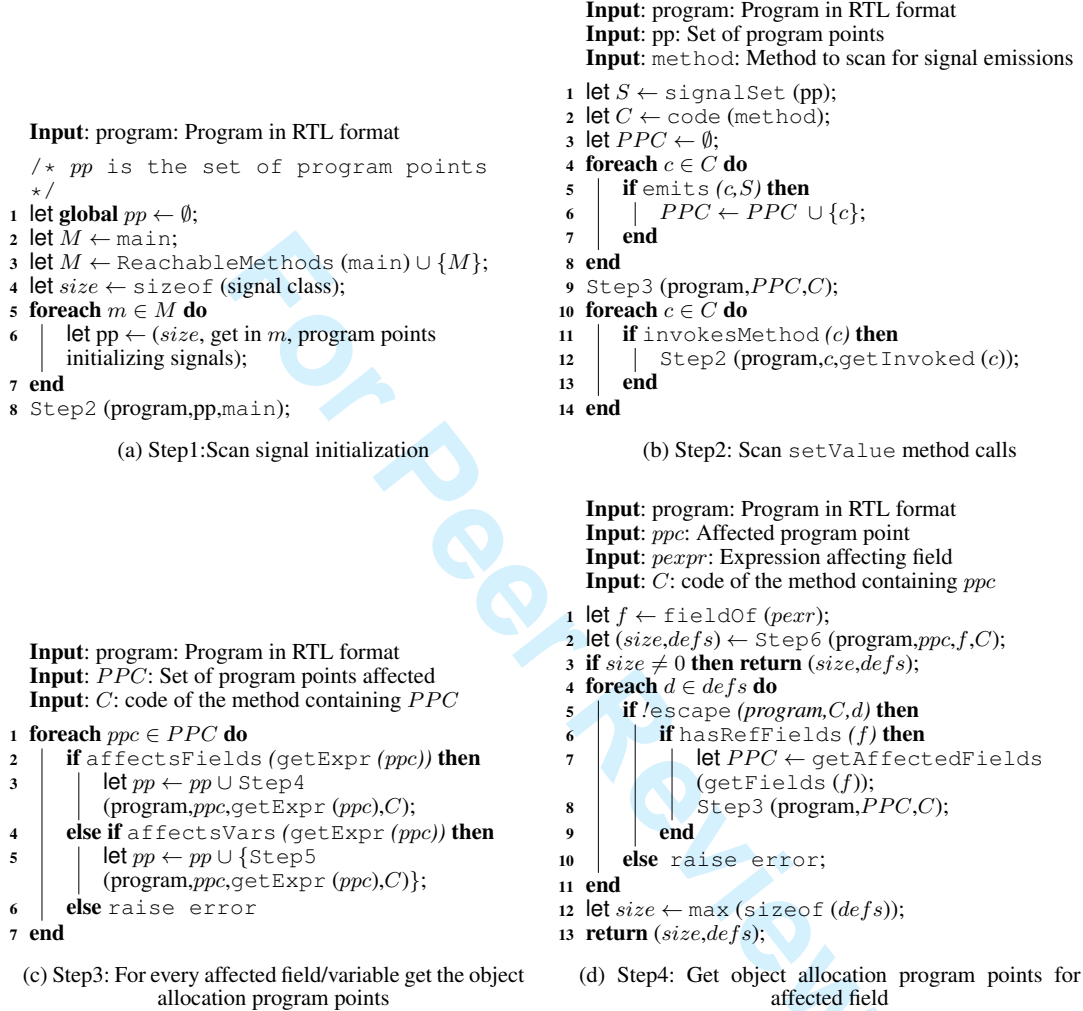 Input: program: Program in RTL format
/* pp is the set of program points
*/
1 let global pp ← ∅;
2 let M ← main;
3 let M ← ReachableMethods (main) ∪ {M};
4 let size ← sizeof (signal class);
5 foreach m ∈ M do
6 let pp ← (size, get in m, program points
initializing signals);
7 end
8 Step2 (program,pp,main);
(a) Step1:Scan signal initialization
Input: program: Program in RTL format
Input: pp: Set of program points
Input: method: Method to scan for signal emissions
1 let S ← signalSet (pp);
2 let C ← code (method);
3 let PPC ← ∅;
4 foreach c ∈ C do
5 if emits (c,S) then
6 PPC ← PPC ∪ {c};
7 end
8 end
9 Step3 (program,PPC,C);
10 foreach c ∈ C do
11 if invokesMethod (c) then
12 Step2 (program,c,getInvoked (c));
13 end
14 end
(b) Step2: Scan setValue method calls
Input: program: Program in RTL format
Input: PPC: Set of program points affected
Input: C: code of the method containing PPC
1 foreach ppc ∈ PPC do
2 if affectsFields (getExpr (ppc)) then
3 let pp ← pp ∪ Step4
(program,ppc,getExpr (ppc),C);
4 else if affectsVars (getExpr (ppc)) then
5 let pp ← pp ∪ {Step5
(program,ppc,getExpr (ppc),C)};
6 else raise error
7 end
(c) Step3: For every affected field/variable get the object
allocation program points
Input: program: Program in RTL format
Input: ppc: Affected program point
Input: pexpr: Expression affecting field
Input: C: code of the method containing ppc
1 let f ← fieldOf (pexr);
2 let (size,defs) ← Step6 (program,ppc,f,C);
3 if size ≠ 0 then return (size,defs);
4 foreach d ∈ defs do
5 if !escape (program,C,d) then
6 if hasRefFields (f) then
7 let PPC ← getAffectedFields
(getFields (f));
8 Step3 (program,PPC,C);
9 end
10 else raise error;
11 end
12 let size ← max (sizeof (defs));
13 return (size,defs);
(d) Step4: Get object allocation program points for
affected field
For Peer Review